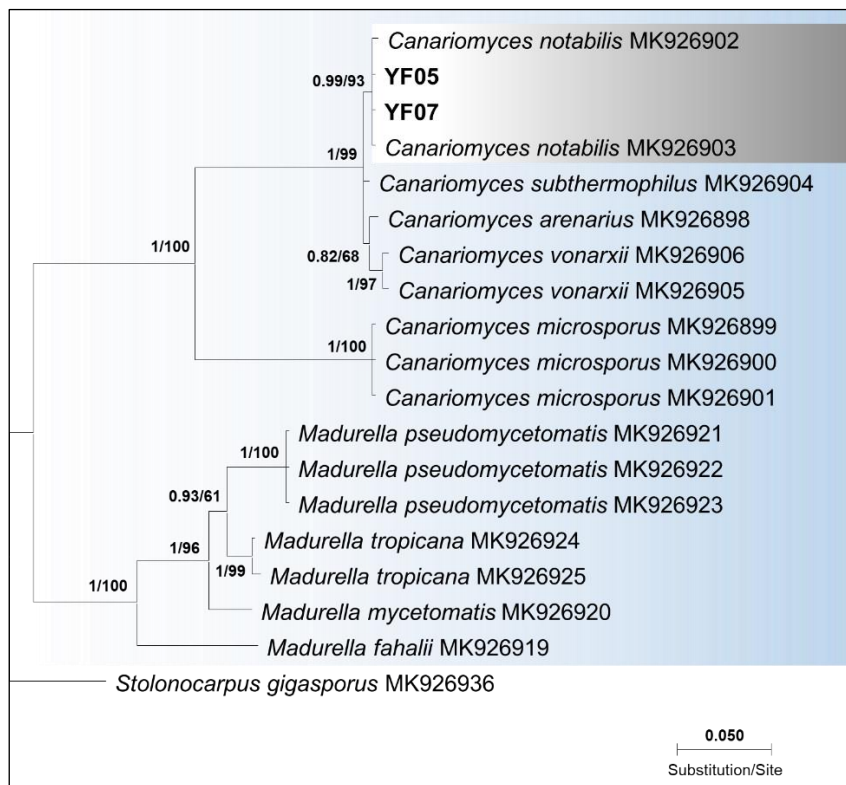 Canariomyces notabilis MK926902
0.99/93
YF05
YF07
Canariomyces notabilis MK926903
1/99
Canariomyces subthermophilus MK926904
Canariomyces arenarius MK926898
1/100
0.82/68
Canariomyces vonarxii MK926906
1/97
Canariomyces vonarxii MK926905
Canariomyces microsporus MK926899
1/100
Canariomyces microsporus MK926900
Canariomyces microsporus MK926901
Madurella pseudomycetomatis MK926921
1/100
Madurella pseudomycetomatis MK926922
0.93/61
Madurella pseudomycetomatis MK926923
Madurella tropicana MK926924
1/96
1/99
Madurella tropicana MK926925
1/100
Madurella mycetomatis MK926920
Madurella fahalii MK926919
Stolonocarpus gigasporus MK926936
0.050
Substitution/Site